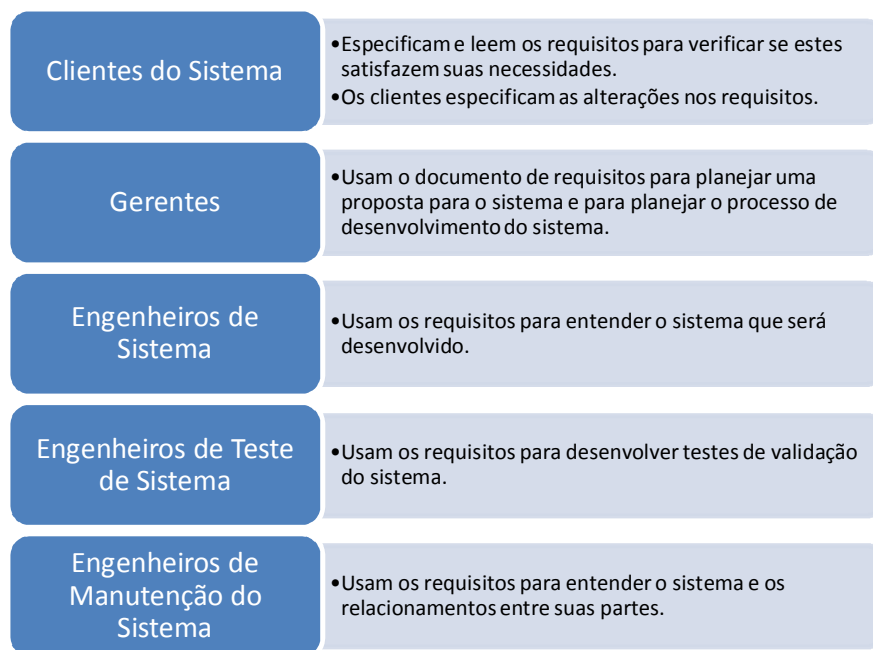 Clientes do Sistema
•Especificam e leem os requisitos para verificar se estes
satisfazem suas necessidades.
•Os clientes especificam as alterações nos requisitos.
Gerentes
•Usam o documento de requisitos para planejar uma
proposta para o sistema e para planejar o processo de
desenvolvimento do sistema.
Engenheiros de
Sistema
•Usam os requisitos para entender o sistema que será
desenvolvido.
Engenheiros de Teste
de Sistema
•Usam os requisitos para desenvolver testes de validação
do sistema.
Engenheiros de
Manutenção do
Sistema
•Usam os requisitos para entender o sistema e os
relacionamentos entre suas partes.